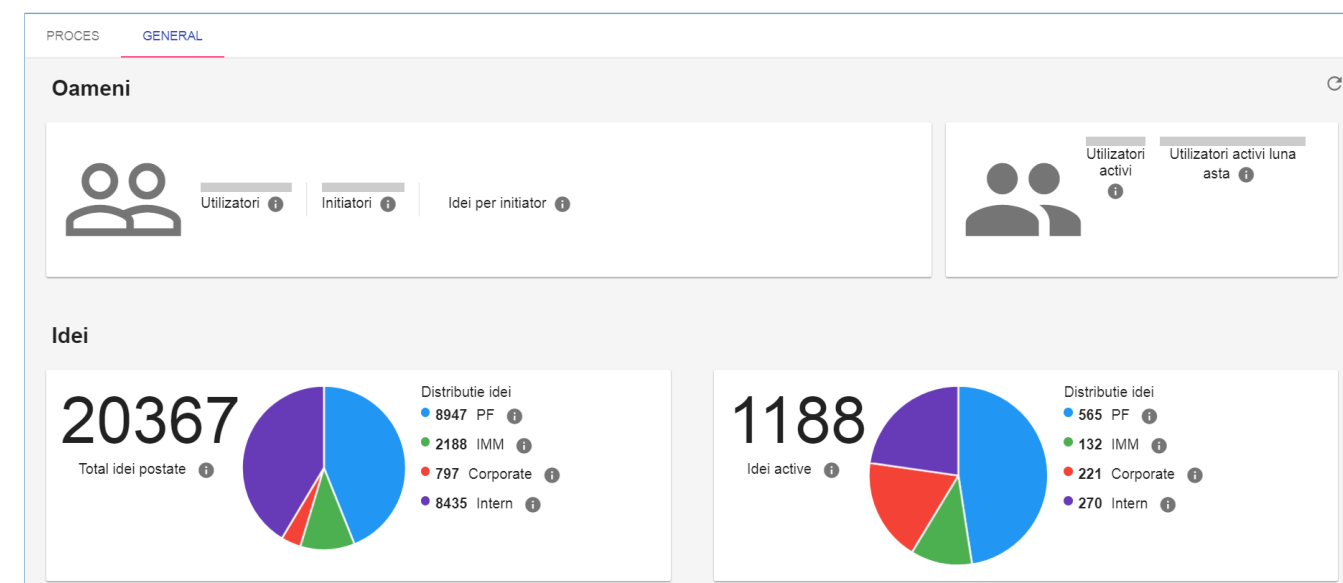 PROCES GENERAL
Oameni
Utilizatori
Initiatori
Idei per initiator
Utilizatori
activi
Utilizatori activi luna
asta
Idei
20367
Total idei postate
Distributie idei
8947 PF
2188 IMM
797 Corporate
8435 Intern
1188
Idei active
Distributie idei
565 PF
132 IMM
221 Corporate
270 Intern